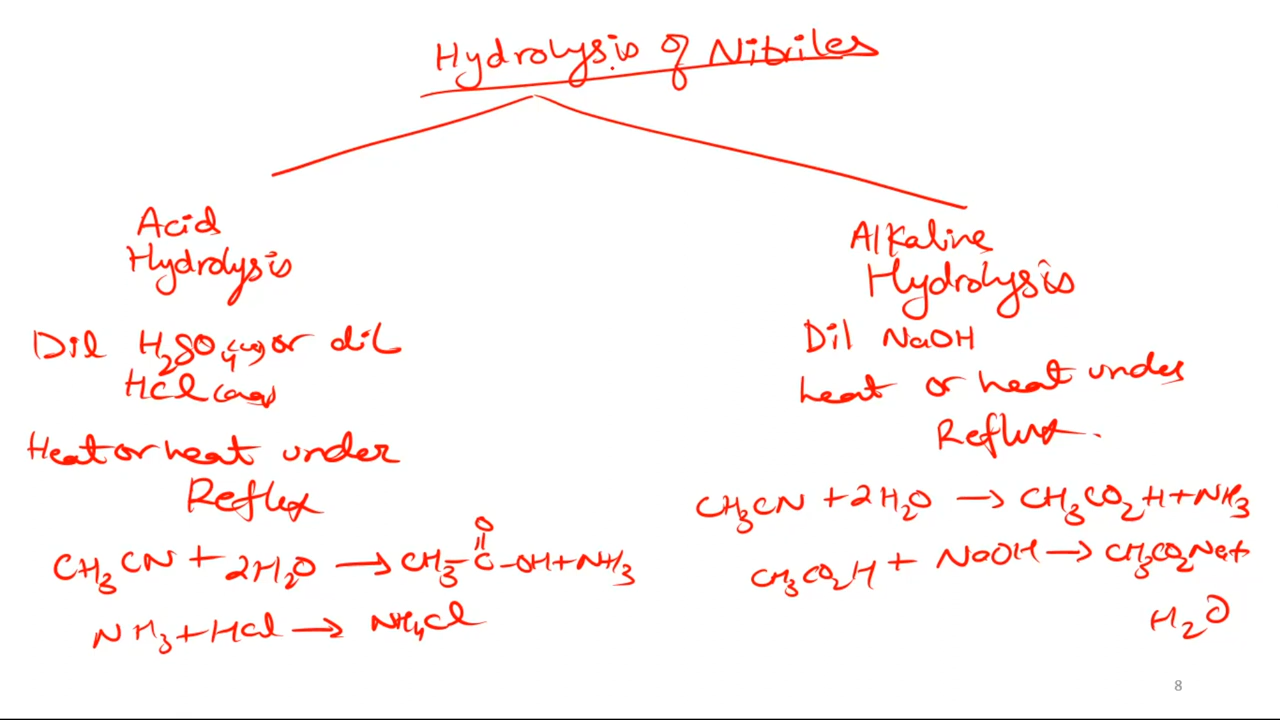 Hydrolysis of Nitriles
Acid
Hydrolysis
Dil H₂SO₄(aq) or dil
HCl(aq)
Heat or heat under
Reflux
CH₃CN + 2H₂O → CH₃-C(=O)-OH + NH₃
NH₃ + HCl → NH₄Cl
Alkaline
Hydrolysis
Dil NaOH
heat or heat under
Reflux.
CH₃CN + 2H₂O → CH₃CO₂H + NH₃
CH₃CO₂H + NaOH → CH₃CO₂Na +
H₂O
8